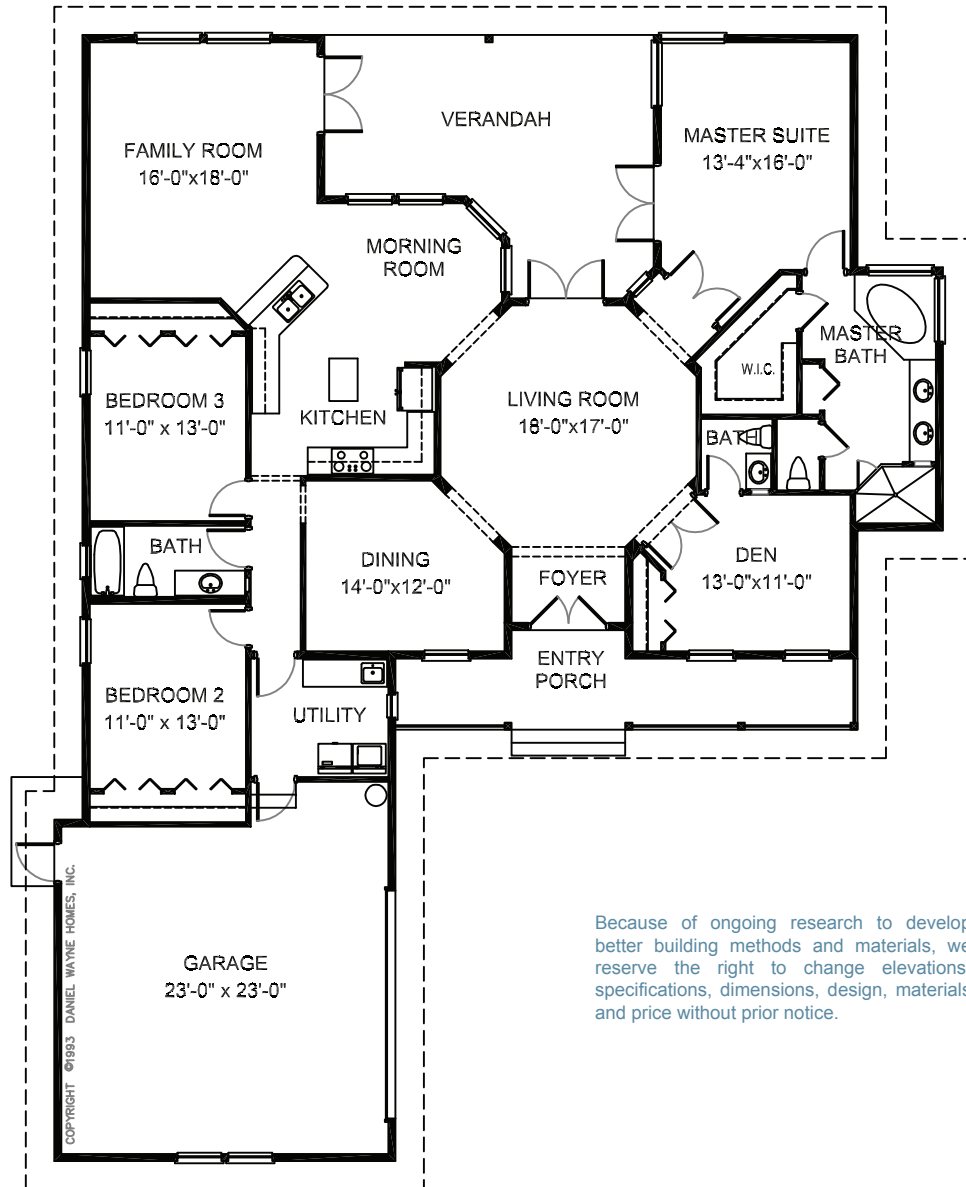 VERANDAH
FAMILY ROOM
16'-0"x18'-0"
MASTER SUITE
13'-4"x16'-0"
MORNING
ROOM
MASTER
BATH
W.I.C.
BEDROOM 3
11'-0" x 13'-0"
KITCHEN
LIVING ROOM
18'-0"x17'-0"
BATH
BATH
DINING
14'-0"x12'-0"
FOYER
DEN
13'-0"x11'-0"
ENTRY
PORCH
BEDROOM 2
11'-0" x 13'-0"
UTILITY
GARAGE
23'-0" x 23'-0"
COPYRIGHT ©1993 DANIEL WAYNE HOMES, INC.
Because of ongoing research to develop
better building methods and materials, we
reserve the right to change elevations
specifications, dimensions, design, materials
and price without prior notice.